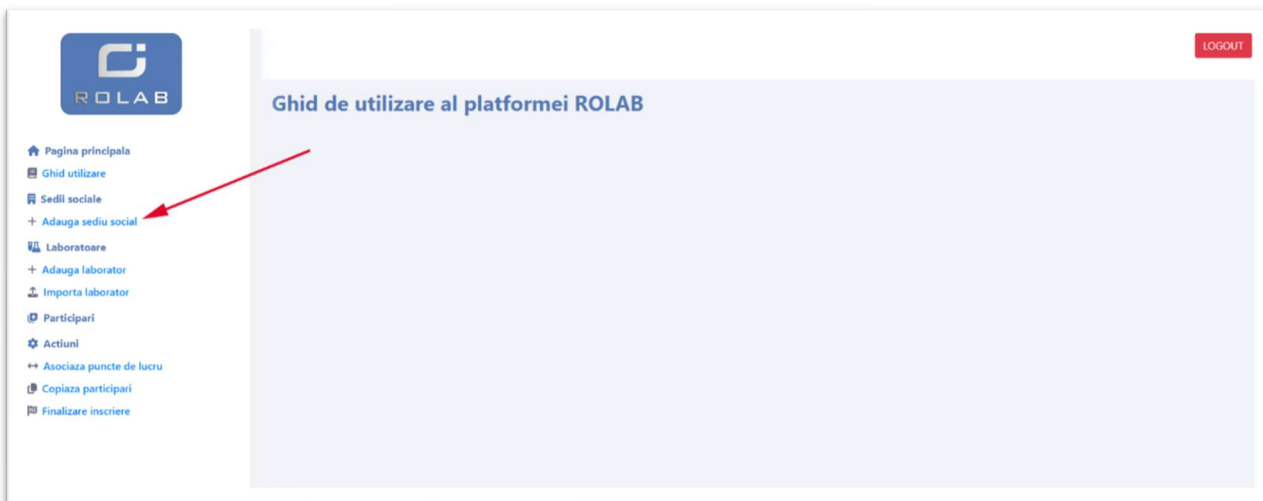 ROLAB
LOGOUT
Ghid de utilizare al platformei ROLAB
Pagina principala
Ghid utilizare
Sedii sociale
Adauga sediu social
Laboratoare
Adauga laborator
Importa laborator
Participari
Actiuni
Asociaza puncte de lucru
Copiaza participari
Finalizare inscriere